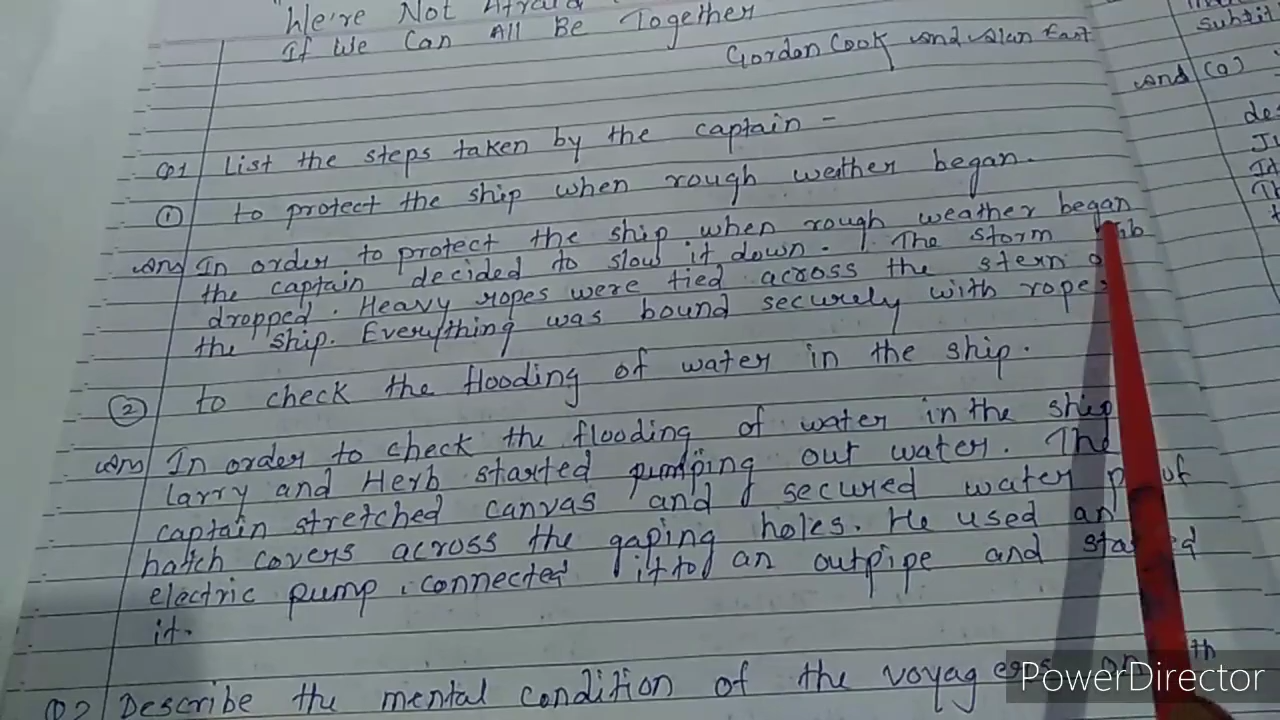 "We're Not Afraid
If We Can All Be Together
Gordon Cook and Alan East
Q1 List the steps taken by the captain -
① to protect the ship when rough weather began.
Ans In order to protect the ship when rough weather began
the captain decided to slow it down. The storm
dropped. Heavy ropes were tied across the stern
the ship. Everything was bound securely with ropes
② to check the flooding of water in the ship.
Ans In order to check the flooding of water in the ship
Larry and Herb started pumping out water. The
captain stretched canvas and secured water
hatch covers across the gaping holes. He used an
electric pump, connected it to an outpipe and
it.
Q2 Describe the mental condition of the voyagers on th
and (a)
subtit
de
PowerDirector